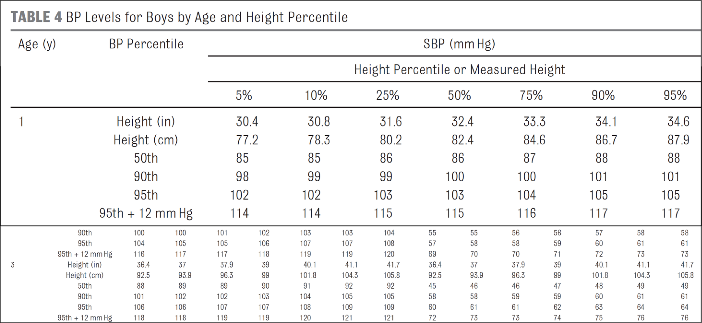 TABLE 4 BP Levels for Boys by Age and Height Percentile
Age (y) BP Percentile SBP (mm Hg)
Height Percentile or Measured Height
5% 10% 25% 50% 75% 90% 95%
1 Height (in) 30.4 30.8 31.6 32.4 33.3 34.1 34.6
Height (cm) 77.2 78.3 80.2 82.4 84.6 86.7 87.9
50th 85 85 86 86 87 88 88
90th 98 99 99 100 100 101 101
95th 102 102 103 103 104 105 105
95th + 12 mm Hg 114 114 115 115 116 117 117
90th 100 100 101 102 103 103 104 55 55 56 56 57 58 58
95th 104 105 105 106 107 107 108 57 58 58 59 60 61 61
95th + 12 mm Hg 116 117 117 118 119 119 120 69 70 70 71 72 73 73
3 Height (in) 36.4 37 37.9 39 40.1 41.1 41.7 36.4 37 37.9 39 40.1 41.1 41.7
Height (cm) 92.5 93.9 96.3 99 101.8 104.3 105.8 92.5 93.9 96.3 99 101.8 104.3 105.8
50th 88 89 89 90 91 92 92 45 46 46 47 48 49 49
90th 101 102 102 103 104 105 105 58 58 59 59 60 61 61
95th 106 106 107 107 108 109 109 60 61 61 62 63 64 64
95th + 12 mm Hg 118 118 119 119 120 121 121 72 73 73 74 75 76 76